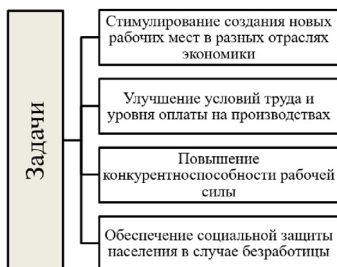 Задачи
Стимулирование создания новых
рабочих мест в разных отраслях
экономики
Улучшение условий труда и
уровня оплаты на производствах
Повышение
конкурентноспособности рабочей
силы
Обеспечение социальной защиты
населения в случае безработицы